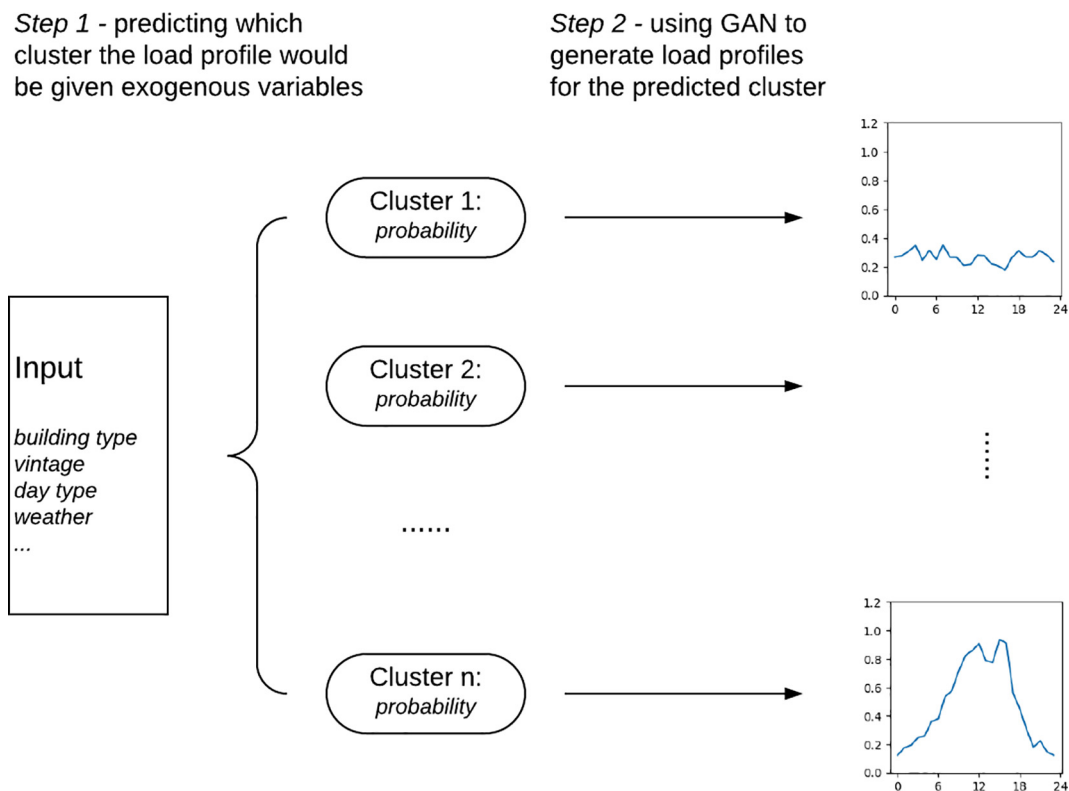 Step 1 - predicting which
cluster the load profile would
be given exogenous variables
Step 2 - using GAN to
generate load profiles
for the predicted cluster
Input
building type
vintage
day type
weather
...
Cluster 1:
probability
Cluster 2:
probability
......
Cluster n:
probability
1.2
1.0
0.8
0.6
0.4
0.2
0.0
0 6 12 18 24
1.2
1.0
0.8
0.6
0.4
0.2
0.0
0 6 12 18 24